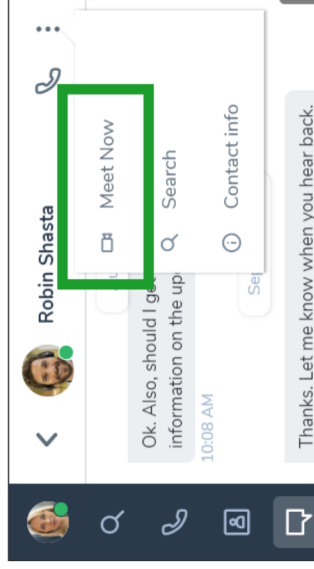 Robin Shasta
Meet Now
Search
Contact info
Ok. Also, should I get
information on the up
10:08 AM
Thanks. Let me know when you hear back.